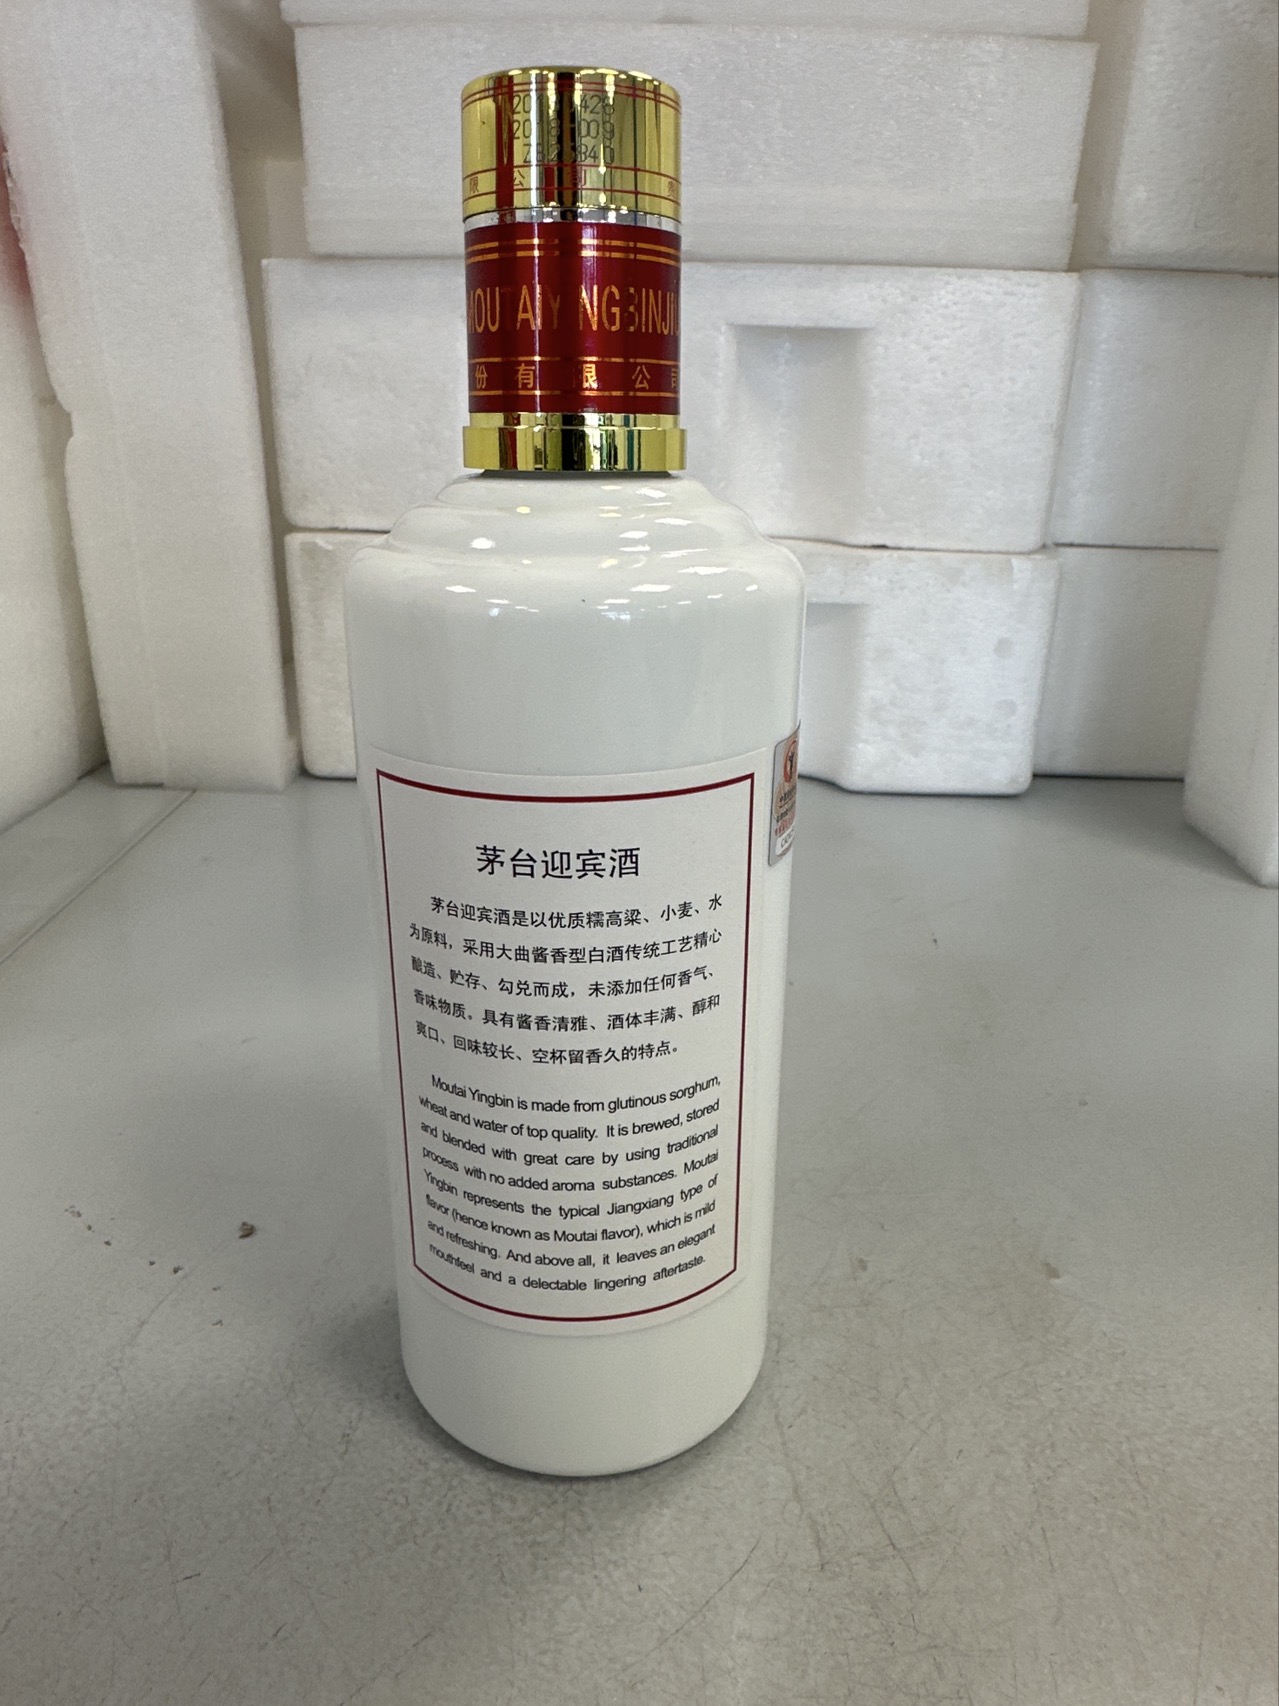 2018-009
限公司 贵
MOUTAIYINGBINJIU
份有限公司
茅台迎宾酒
茅台迎宾酒是以优质糯高粱、小麦、水
为原料，采用大曲酱香型白酒传统工艺精心
酿造、贮存、勾兑而成，未添加任何香气、
香味物质。具有酱香清雅、酒体丰满、醇和
爽口、回味较长、空杯留香久的特点。
Moutai Yingbin is made from glutinous sorghum,
wheat and water of top quality. It is brewed, stored
and blended with great care by using traditional
process with no added aroma substances. Moutai
Yingbin represents the typical Jiangxiang type of
flavor (hence known as Moutai flavor), which is mild
and refreshing. And above all, it leaves an elegant
mouthfeel and a delectable lingering aftertaste.